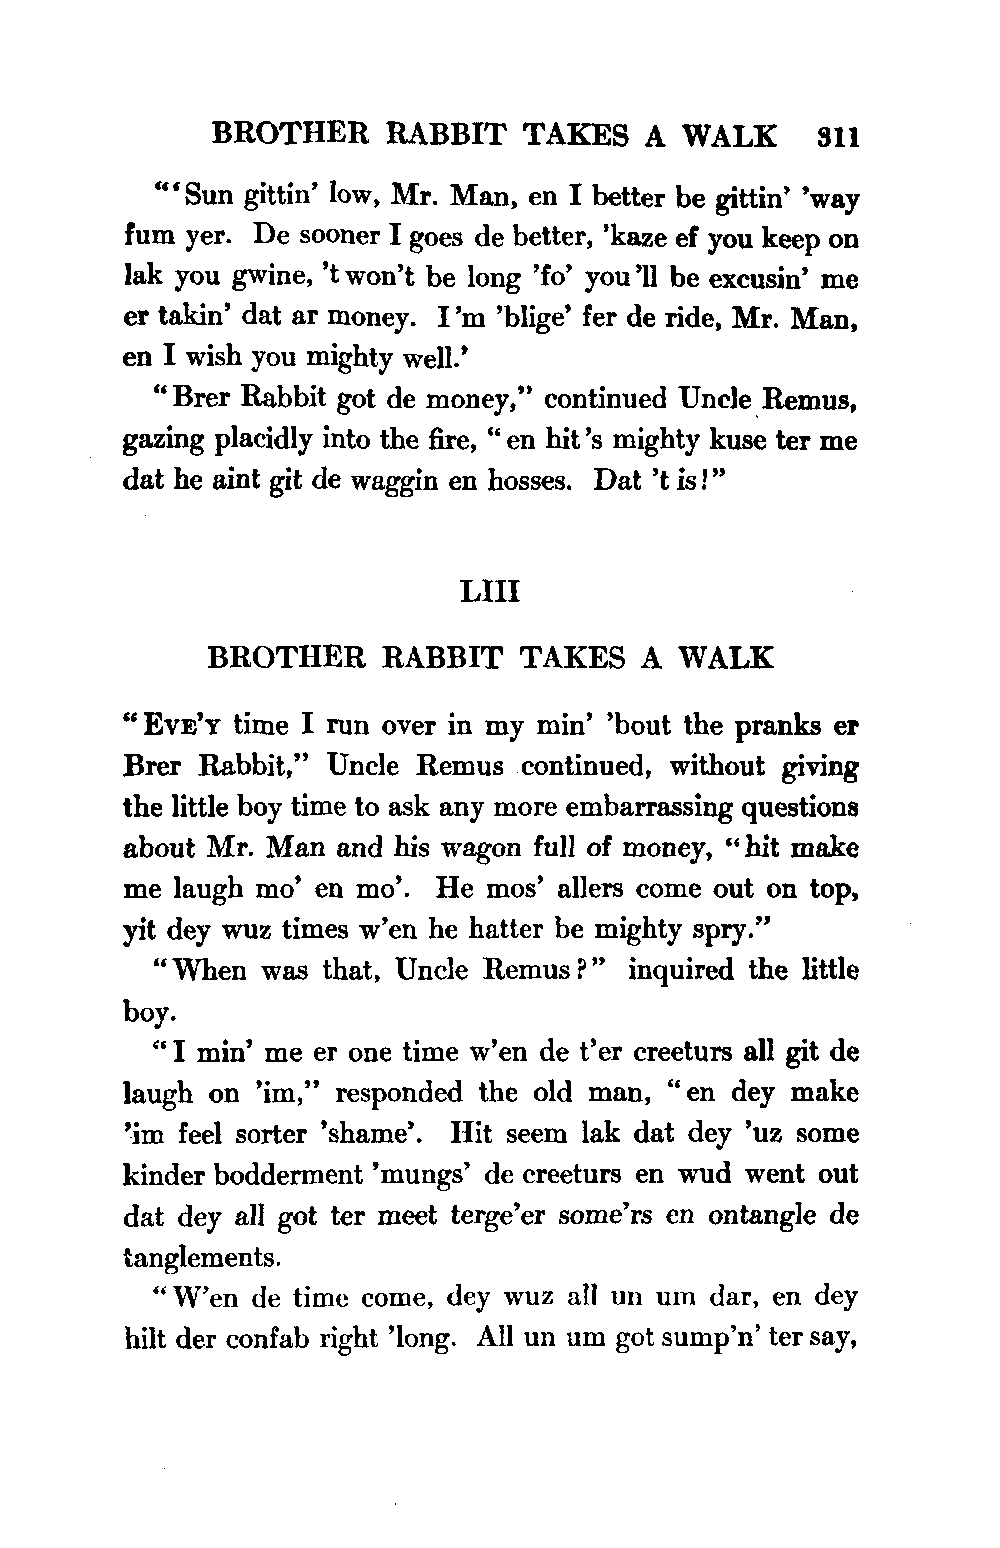 BROTHER RABBIT TAKES A WALK 311
“‘Sun gittin’ low, Mr. Man, en I better be gittin’ ’way
fum yer. De sooner I goes de better, ’kaze ef you keep on
lak you gwine, ’t won’t be long ’fo’ you ’ll be excusin’ me
er takin’ dat ar money. I ’m ’blige’ fer de ride, Mr. Man,
en I wish you mighty well.’
“Brer Rabbit got de money,” continued Uncle Remus,
gazing placidly into the fire, “en hit ’s mighty kuse ter me
dat he aint git de waggin en hosses. Dat ’t is!”
LIII
BROTHER RABBIT TAKES A WALK
“EVE’Y time I run over in my min’ ’bout the pranks er
Brer Rabbit,” Uncle Remus continued, without giving
the little boy time to ask any more embarrassing questions
about Mr. Man and his wagon full of money, “hit make
me laugh mo’ en mo’. He mos’ allers come out on top,
yit dey wuz times w’en he hatter be mighty spry.”
“When was that, Uncle Remus?” inquired the little
boy.
“I min’ me er one time w’en de t’er creeturs all git de
laugh on ’im,” responded the old man, “en dey make
’im feel sorter ’shame’. Hit seem lak dat dey ’uz some
kinder bodderment ’mungs’ de creeturs en wud went out
dat dey all got ter meet terge’er some’rs en ontangle de
tanglements.
“W’en de time come, dey wuz all un um dar, en dey
hilt der confab right ’long. All un um got sump’n’ ter say,